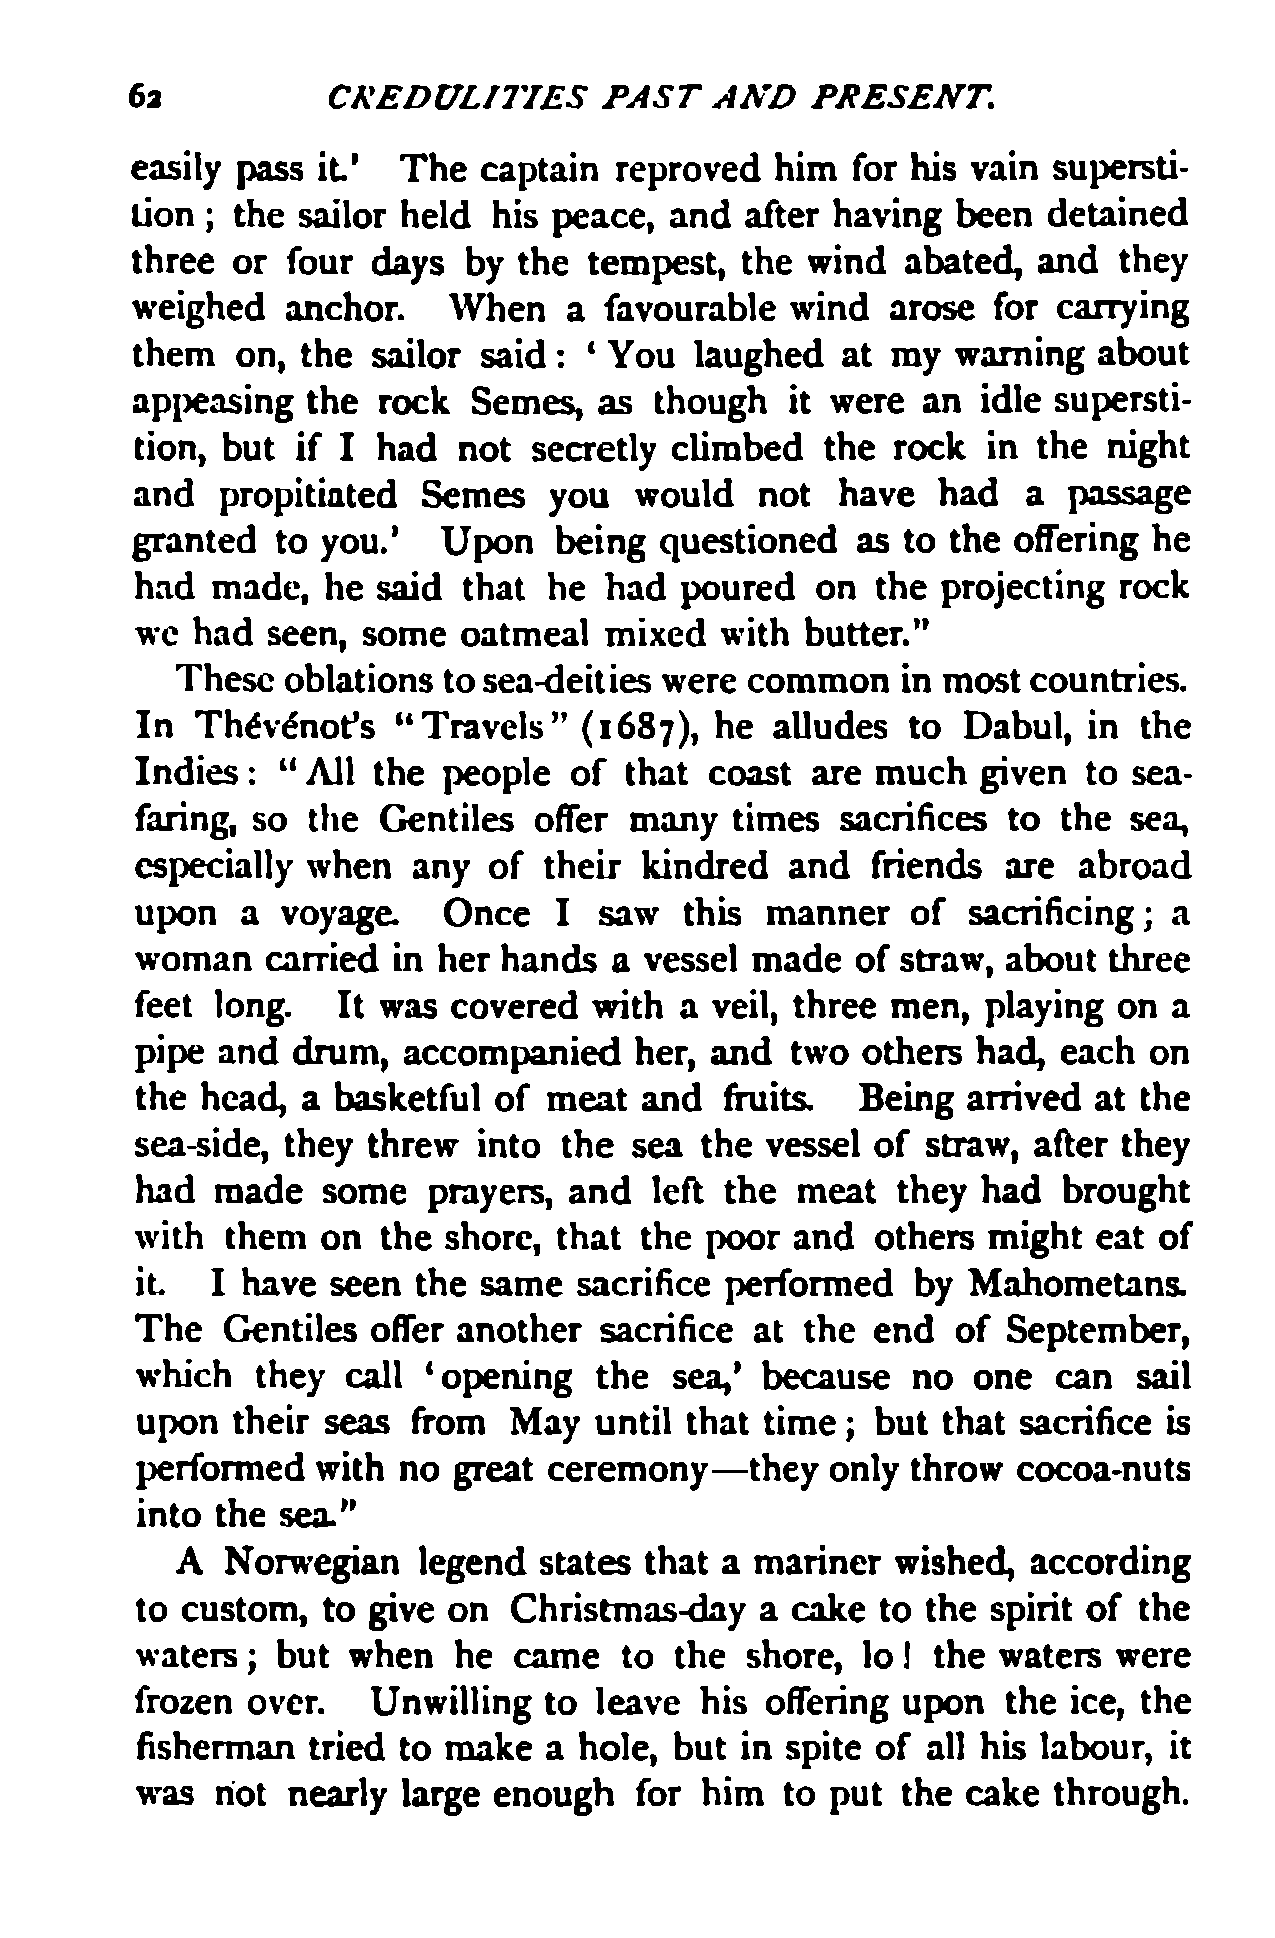 62 CREDULITIES PAST AND PRESENT.
easily pass it.' The captain reproved him for his vain supersti-
tion ; the sailor held his peace, and after having been detained
three or four days by the tempest, the wind abated, and they
weighed anchor. When a favourable wind arose for carrying
them on, the sailor said : ‘ You laughed at my warning about
appeasing the rock Semes, as though it were an idle supersti-
tion, but if I had not secretly climbed the rock in the night
and propitiated Semes you would not have had a passage
granted to you.’ Upon being questioned as to the offering he
had made, he said that he had poured on the projecting rock
we had seen, some oatmeal mixed with butter.”
These oblations to sea-deities were common in most countries.
In Thévénot's “Travels” (1687), he alludes to Dabul, in the
Indies : “ All the people of that coast are much given to sea-
faring, so the Gentiles offer many times sacrifices to the sea,
especially when any of their kindred and friends are abroad
upon a voyage. Once I saw this manner of sacrificing ; a
woman carried in her hands a vessel made of straw, about three
feet long. It was covered with a veil, three men, playing on a
pipe and drum, accompanied her, and two others had, each on
the head, a basketful of meat and fruits. Being arrived at the
sea-side, they threw into the sea the vessel of straw, after they
had made some prayers, and left the meat they had brought
with them on the shore, that the poor and others might eat of
it. I have seen the same sacrifice performed by Mahometans.
The Gentiles offer another sacrifice at the end of September,
which they call ‘opening the sea,’ because no one can sail
upon their seas from May until that time ; but that sacrifice is
performed with no great ceremony—they only throw cocoa-nuts
into the sea.”
A Norwegian legend states that a mariner wished, according
to custom, to give on Christmas-day a cake to the spirit of the
waters ; but when he came to the shore, lo ! the waters were
frozen over. Unwilling to leave his offering upon the ice, the
fisherman tried to make a hole, but in spite of all his labour, it
was not nearly large enough for him to put the cake through.